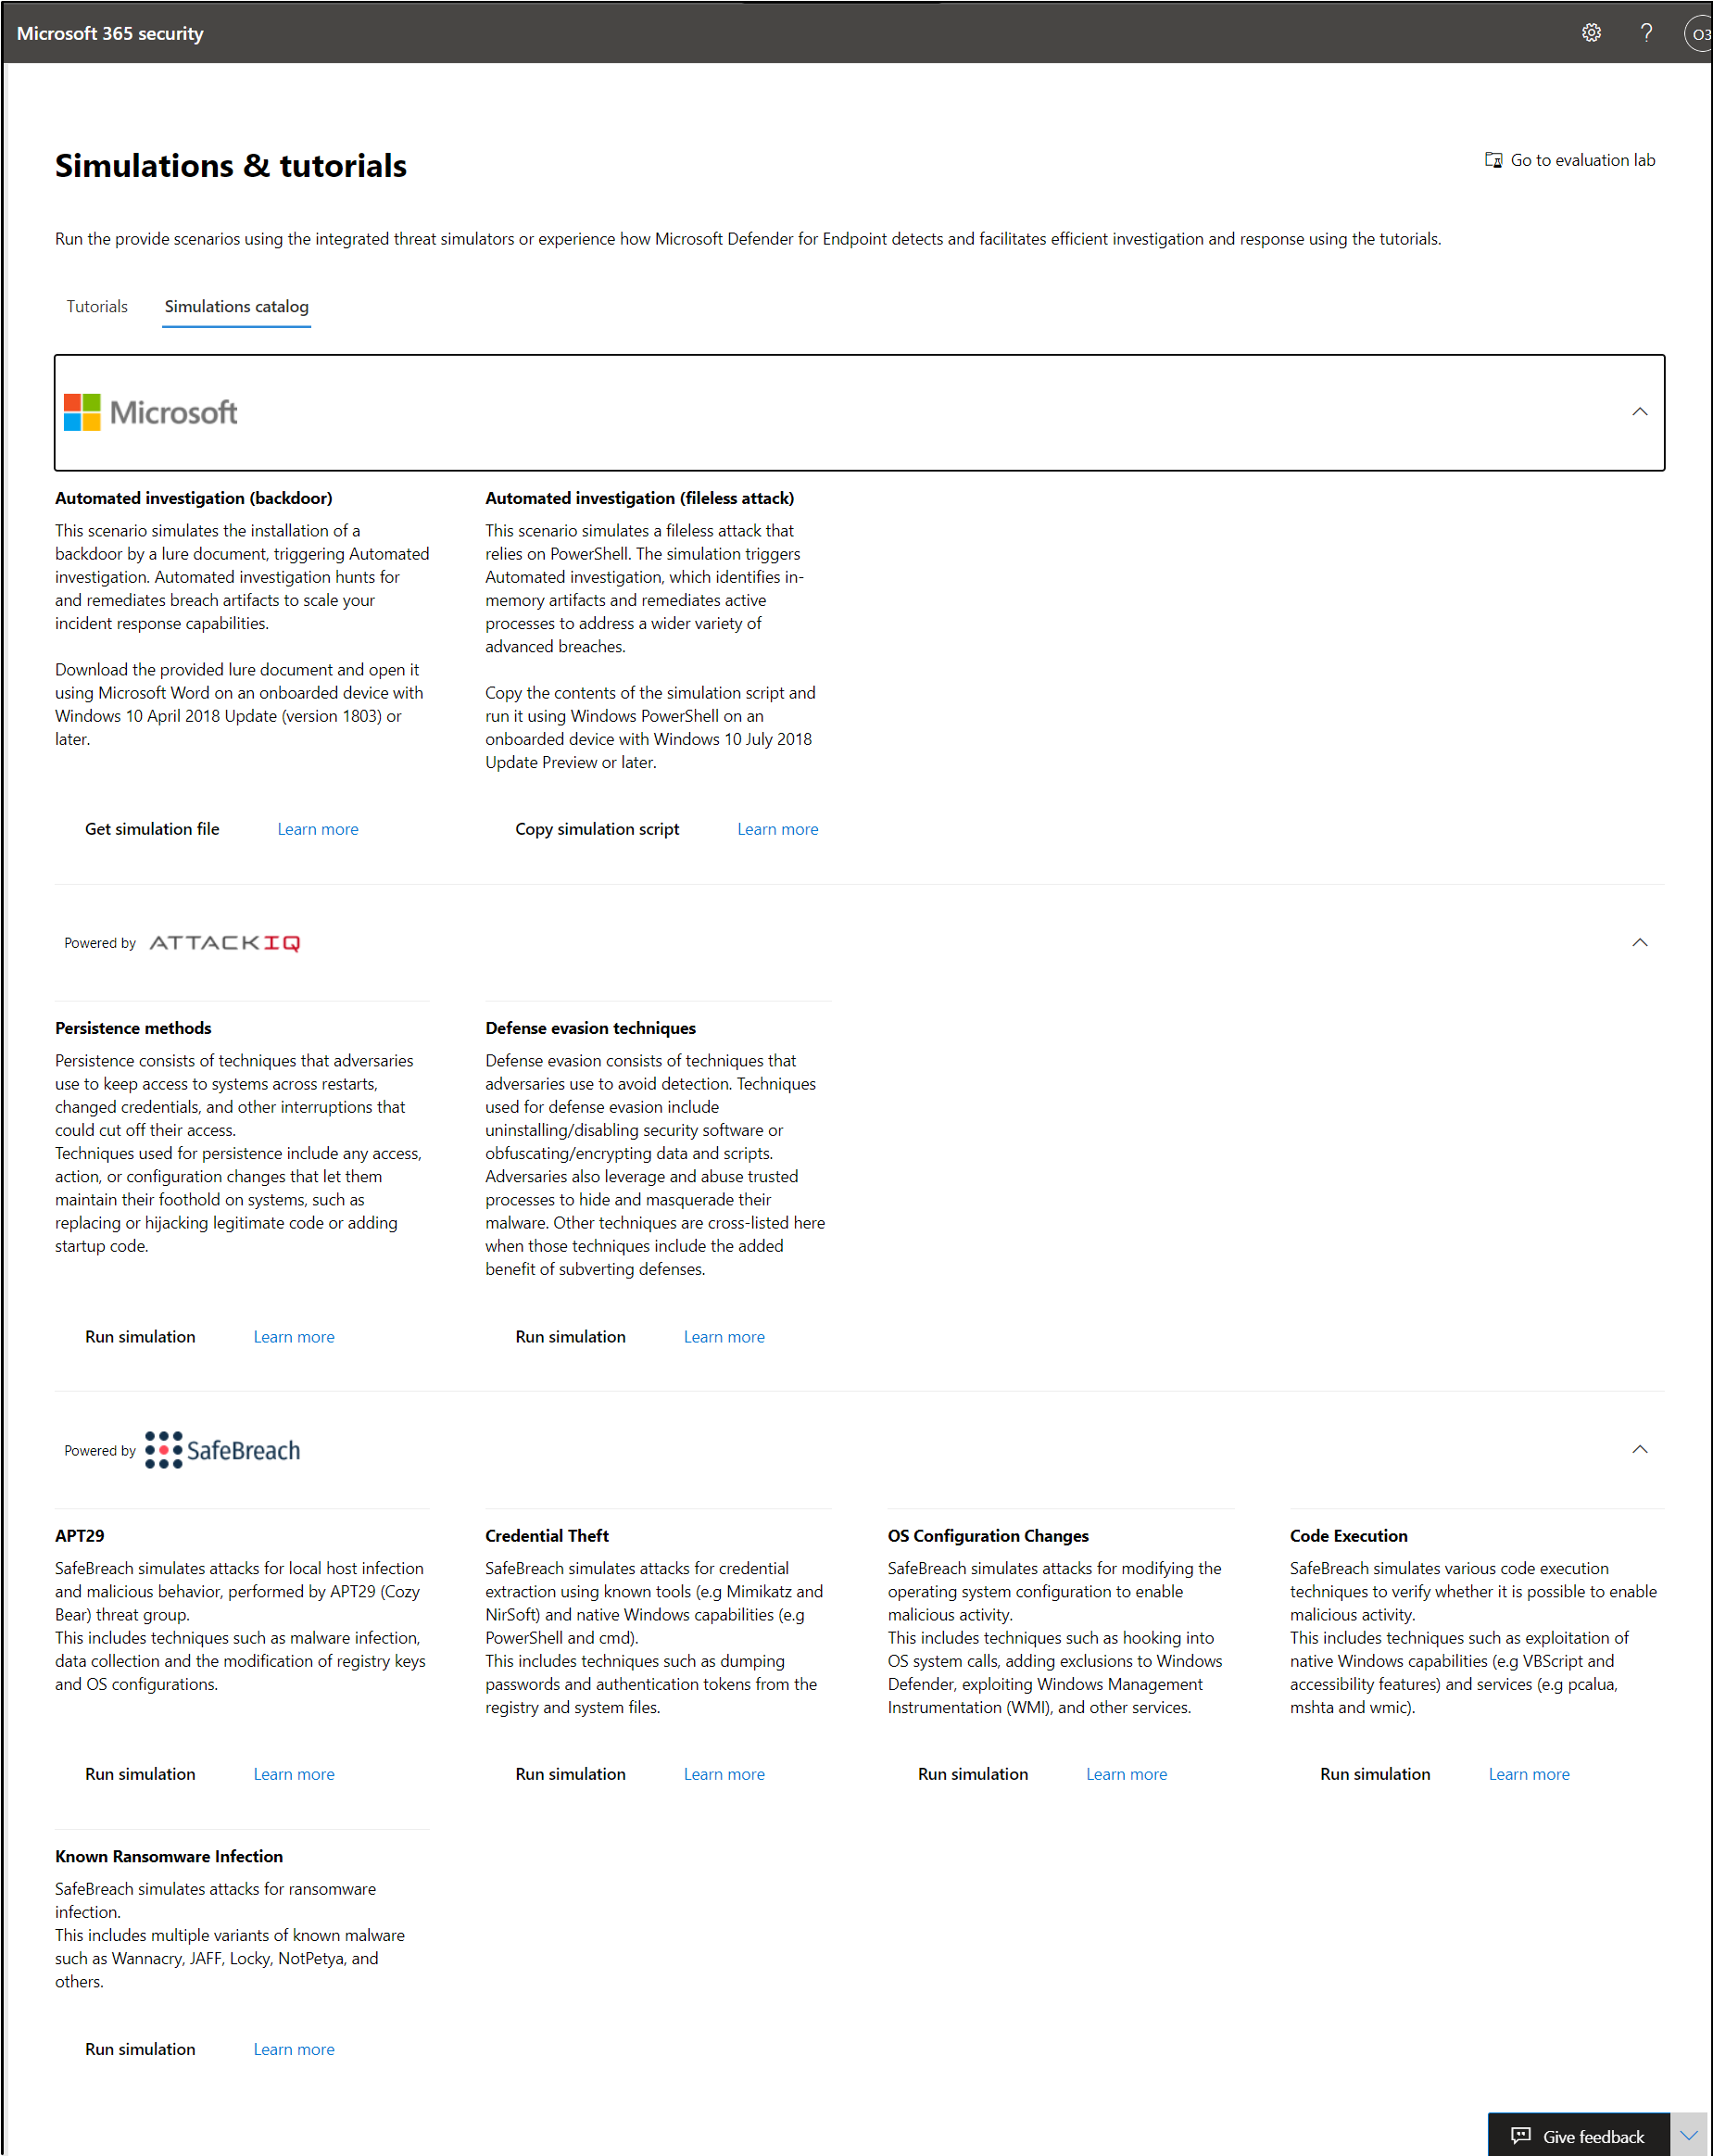 Microsoft 365 security
?
O3
Simulations & tutorials
Go to evaluation lab
Run the provide scenarios using the integrated threat simulators or experience how Microsoft Defender for Endpoint detects and facilitates efficient investigation and response using the tutorials.
Tutorials
Simulations catalog
Microsoft
Automated investigation (backdoor)
This scenario simulates the installation of a
backdoor by a lure document, triggering Automated
investigation. Automated investigation hunts for
and remediates breach artifacts to scale your
incident response capabilities.
Download the provided lure document and open it
using Microsoft Word on an onboarded device with
Windows 10 April 2018 Update (version 1803) or
later.
Get simulation file
Learn more
Automated investigation (fileless attack)
This scenario simulates a fileless attack that
relies on PowerShell. The simulation triggers
Automated investigation, which identifies in-
memory artifacts and remediates active
processes to address a wider variety of
advanced breaches.
Copy the contents of the simulation script and
run it using Windows PowerShell on an
onboarded device with Windows 10 July 2018
Update Preview or later.
Copy simulation script
Learn more
Powered by ATTACKIQ
Persistence methods
Persistence consists of techniques that adversaries
use to keep access to systems across restarts,
changed credentials, and other interruptions that
could cut off their access.
Techniques used for persistence include any access,
action, or configuration changes that let them
maintain their foothold on systems, such as
replacing or hijacking legitimate code or adding
startup code.
Run simulation
Learn more
Defense evasion techniques
Defense evasion consists of techniques that
adversaries use to avoid detection. Techniques
used for defense evasion include
uninstalling/disabling security software or
obfuscating/encrypting data and scripts.
Adversaries also leverage and abuse trusted
processes to hide and masquerade their
malware. Other techniques are cross-listed here
when those techniques include the added
benefit of subverting defenses.
Run simulation
Learn more
Powered by SafeBreach
APT29
SafeBreach simulates attacks for local host infection
and malicious behavior, performed by APT29 (Cozy
Bear) threat group.
This includes techniques such as malware infection,
data collection and the modification of registry keys
and OS configurations.
Run simulation
Learn more
Credential Theft
SafeBreach simulates attacks for credential
extraction using known tools (e.g Mimikatz and
NirSoft) and native Windows capabilities (e.g
PowerShell and cmd).
This includes techniques such as dumping
passwords and authentication tokens from the
registry and system files.
Run simulation
Learn more
OS Configuration Changes
SafeBreach simulates attacks for modifying the
operating system configuration to enable
malicious activity.
This includes techniques such as hooking into
OS system calls, adding exclusions to Windows
Defender, exploiting Windows Management
Instrumentation (WMI), and other services.
Run simulation
Learn more
Code Execution
SafeBreach simulates various code execution
techniques to verify whether it is possible to enable
malicious activity.
This includes techniques such as exploitation of
native Windows capabilities (e.g VBScript and
accessibility features) and services (e.g pcalua,
mshta and wmic).
Run simulation
Learn more
Known Ransomware Infection
SafeBreach simulates attacks for ransomware
infection.
This includes multiple variants of known malware
such as Wannacry, JAFF, Locky, NotPetya, and
others.
Run simulation
Learn more
Give feedback